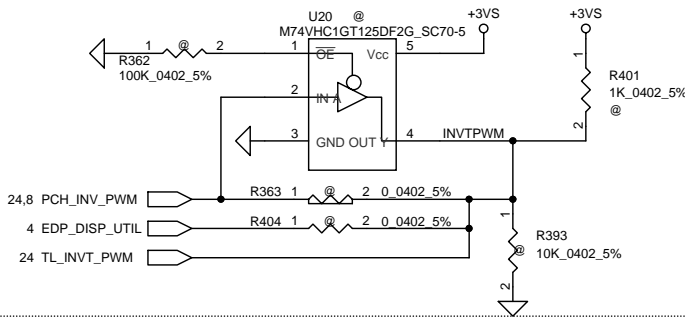 U20 @
M74VHC1GT125DF2G_SC70-5
+3VS
+3VS
1 @ 2
R362
100K_0402_5%
1 OE Vcc 5
2 IN A
3 GND OUT Y 4 INVTPWM
R401
1K_0402_5%
@
1
2
24,8 PCH_INV_PWM R363 1 @ 2 0_0402_5%
4 EDP_DISP_UTIL R404 1 @ 2 0_0402_5%
24 TL_INVT_PWM
1
R393
@ 10K_0402_5%
2